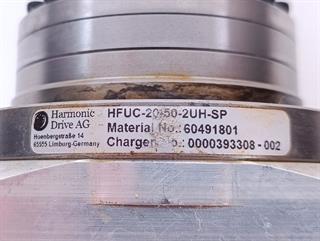 Harmonic
Drive AG
Hoenbergstraße 14
65555 Limburg-Germany
HFUC-20-50-2UH-SP
Material No.: 60491801
Charge No.: 0000393308 - 002